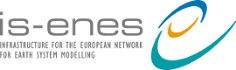 is-enes
INFRASTRUCTURE FOR THE EUROPEAN NETWORK
FOR EARTH SYSTEM MODELLING